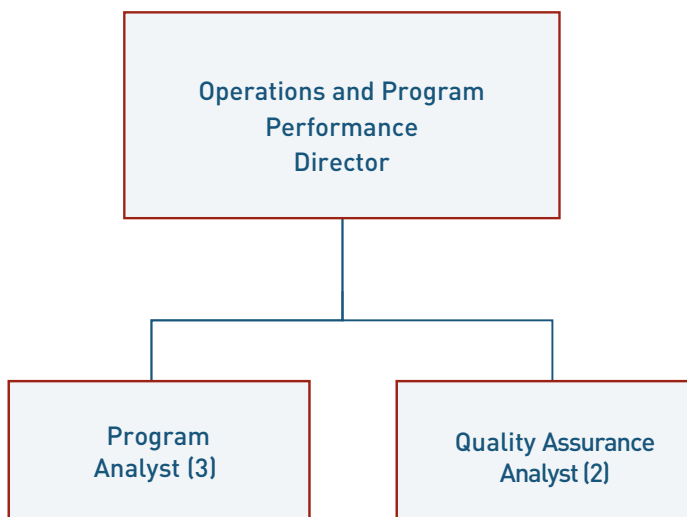 Operations and Program
Performance
Director
Program
Analyst (3)
Quality Assurance
Analyst (2)